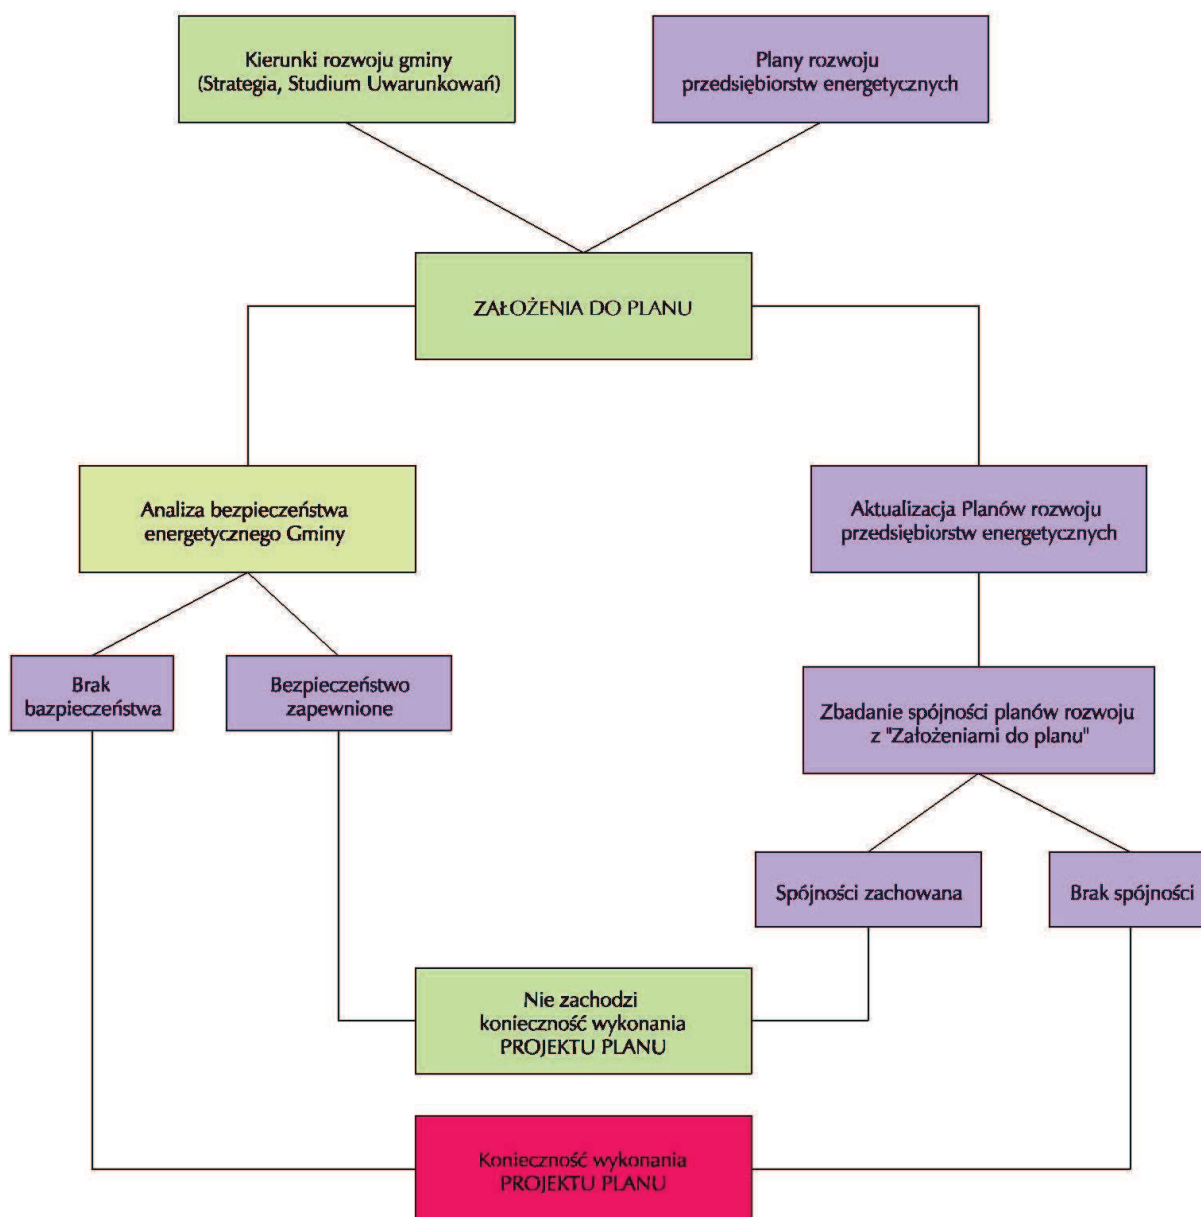 Kierunki rozwoju gminy
(Strategia, Studium Uwarunkowań)
Plany rozwoju
przedsiębiorstw energetycznych
ZAŁOŻENIA DO PLANU
Analiza bezpieczeństwa
energetycznego Gminy
Aktualizacja Planów rozwoju
przedsiębiorstw energetycznych
Brak
bazpieczeństwa
Bezpieczeństwo
zapewnione
Zbadanie spójności planów rozwoju
z "Założeniami do planu"
Spójności zachowana
Brak spójności
Nie zachodzi
konieczność wykonania
PROJEKTU PLANU
Konieczność wykonania
PROJEKTU PLANU